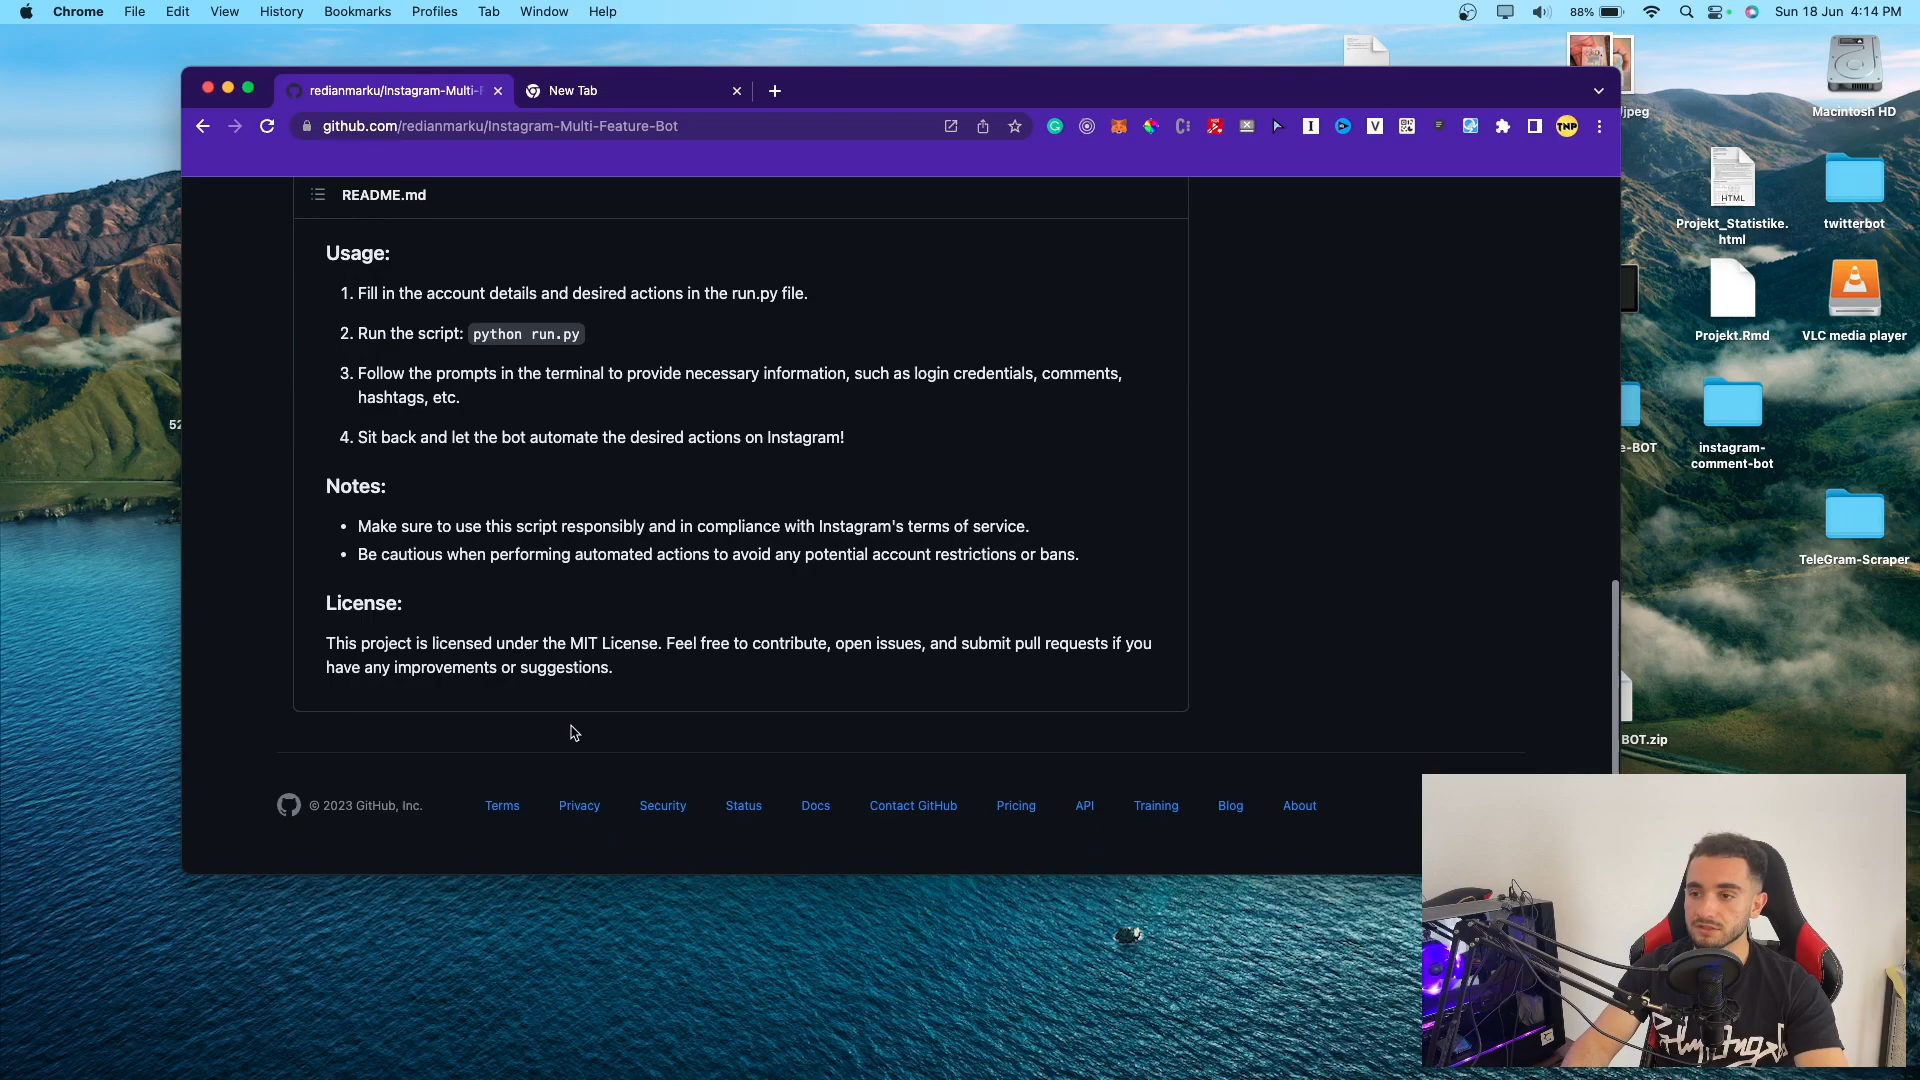 Chrome File Edit View History Bookmarks Profiles Tab Window Help
88% Sun 18 Jun 4:14 PM
redianmarku/Instagram-Multi-F
New Tab
github.com/redianmarku/Instagram-Multi-Feature-Bot
TNP
README.md
Usage:
1. Fill in the account details and desired actions in the run.py file.
2. Run the script: python run.py
3. Follow the prompts in the terminal to provide necessary information, such as login credentials, comments,
hashtags, etc.
4. Sit back and let the bot automate the desired actions on Instagram!
Notes:
• Make sure to use this script responsibly and in compliance with Instagram's terms of service.
• Be cautious when performing automated actions to avoid any potential account restrictions or bans.
License:
This project is licensed under the MIT License. Feel free to contribute, open issues, and submit pull requests if you
have any improvements or suggestions.
© 2023 GitHub, Inc. Terms Privacy Security Status Docs Contact GitHub Pricing API Training Blog About
52
jpeg
Macintosh HD
HTML
Projekt_Statistike.
html
twitterbot
Projekt.Rmd
VLC media player
e-BOT
instagram-
comment-bot
TeleGram-Scraper
BOT.zip